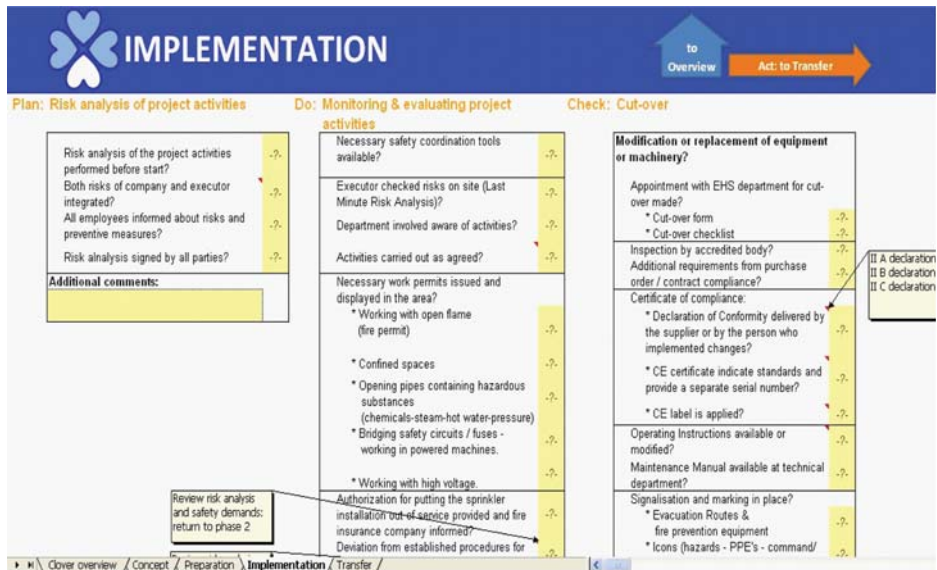 IMPLEMENTATION
to
Overview
Act: to Transfer
Plan: Risk analysis of project activities
Risk analysis of the project activities
performed before start?
-?-
Both risks of company and executor
integrated?
-?-
All employees informed about risks and
preventive measures?
-?-
Risk alnalysis signed by all parties?
-?-
Additional comments:
Do: Monitoring & evaluating project
activities
Necessary safety coordination tools
available?
-?-
Executor checked risks on site (Last
Minute Risk Analysis)?
-?-
Department involved aware of activities?
-?-
Activities carried out as agreed?
-?-
Necessary work permits issued and
displayed in the area?
* Working with open flame
(fire permit)
-?-
* Confined spaces
-?-
* Opening pipes containing hazardous
substances
(chemicals-steam-hot water-pressure)
-?-
* Bridging safety circuits / fuses -
working in powered machines.
-?-
* Working with high voltage.
-?-
Authorization for putting the sprinkler
installation out of service provided and fire
insurance company informed?
-?-
Deviation from established procedures for
-?-
Review risk analysis
and safety demands:
return to phase 2
Check: Cut-over
Modification or replacement of equipment
or machinery?
Appointment with EHS department for cut-
over made?
* Cut-over form
-?-
* Cut-over checklist
-?-
Inspection by accredited body?
-?-
Additional requirements from purchase
order / contract compliance?
-?-
Certificate of compliance:
* Declaration of Conformity delivered by
the supplier or by the person who
implemented changes?
-?-
* CE certificate indicate standards and
provide a separate serial number?
-?-
* CE label is applied?
-?-
Operating Instructions available or
modified?
-?-
Maintenance Manual available at technical
department?
-?-
Signalisation and marking in place?
* Evacuation Routes &
fire prevention equipment
-?-
* Icons (hazards - PPE's - command/
-?-
II A declaration
II B declaration
II C declaration
Clover overview / Concept / Preparation \ Implementation / Transfer /